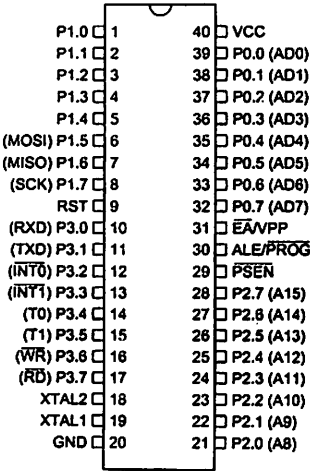 P1.0 1 40 VCC
P1.1 2 39 P0.0 (AD0)
P1.2 3 38 P0.1 (AD1)
P1.3 4 37 P0.2 (AD2)
P1.4 5 36 P0.3 (AD3)
(MOSI) P1.5 6 35 P0.4 (AD4)
(MISO) P1.6 7 34 P0.5 (AD5)
(SCK) P1.7 8 33 P0.6 (AD6)
RST 9 32 P0.7 (AD7)
(RXD) P3.0 10 31 E̅A̅/VPP
(TXD) P3.1 11 30 ALE/P̅R̅O̅G̅
(I̅N̅T̅0̅) P3.2 12 29 P̅S̅E̅N̅
(I̅N̅T̅1̅) P3.3 13 28 P2.7 (A15)
(T0) P3.4 14 27 P2.6 (A14)
(T1) P3.5 15 26 P2.5 (A13)
(W̅R̅) P3.6 16 25 P2.4 (A12)
(R̅D̅) P3.7 17 24 P2.3 (A11)
XTAL2 18 23 P2.2 (A10)
XTAL1 19 22 P2.1 (A9)
GND 20 21 P2.0 (A8)